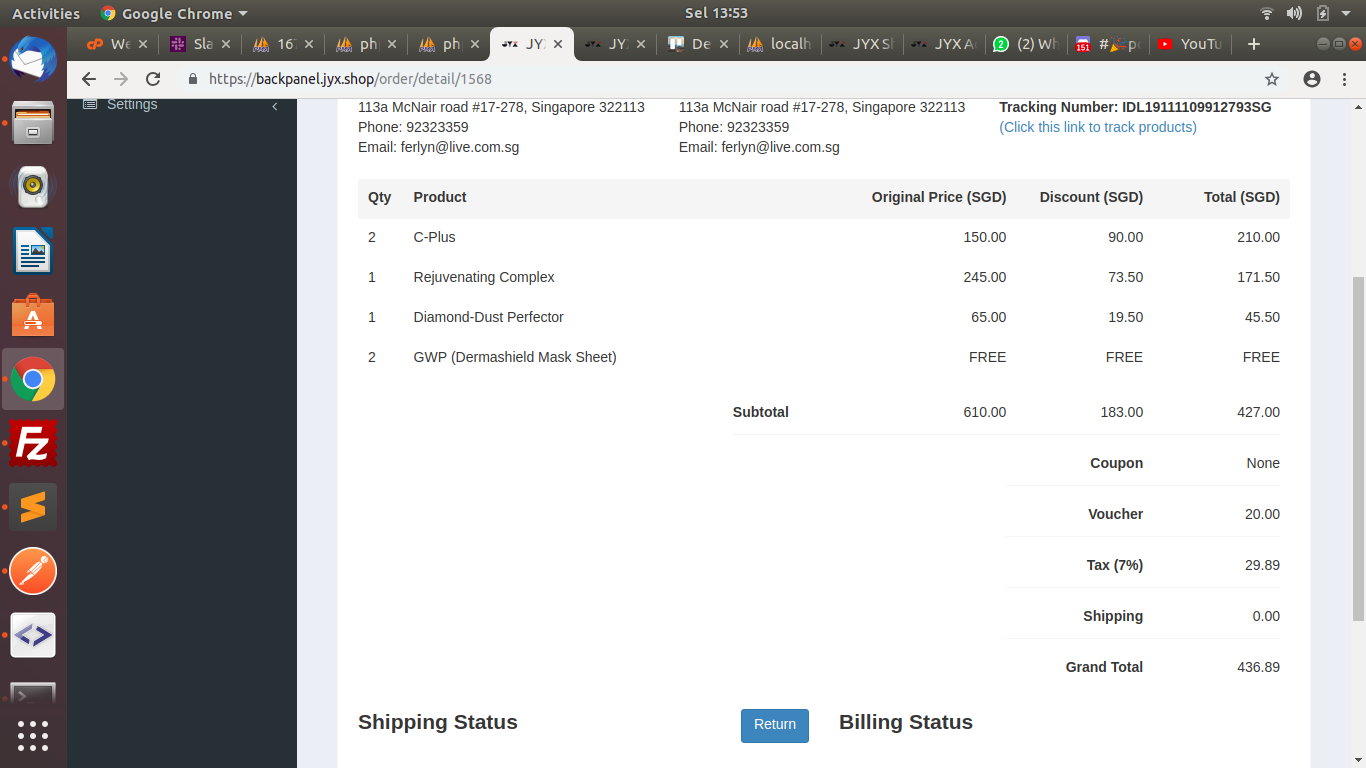 Activities Google Chrome Sel 13:53
We Sla 167 ph ph JY JY De localh JYX S JYX A (2) Wh #🎉p YouTu
https://backpanel.jyx.shop/order/detail/1568
Settings
113a McNair road #17-278, Singapore 322113 113a McNair road #17-278, Singapore 322113 Tracking Number: IDL19111109912793SG
Phone: 92323359 Phone: 92323359 (Click this link to track products)
Email: ferlyn@live.com.sg Email: ferlyn@live.com.sg
Qty Product Original Price (SGD) Discount (SGD) Total (SGD)
2 C-Plus 150.00 90.00 210.00
1 Rejuvenating Complex 245.00 73.50 171.50
1 Diamond-Dust Perfector 65.00 19.50 45.50
2 GWP (Dermashield Mask Sheet) FREE FREE FREE
Subtotal 610.00 183.00 427.00
Coupon None
Voucher 20.00
Tax (7%) 29.89
Shipping 0.00
Grand Total 436.89
Shipping Status Return Billing Status